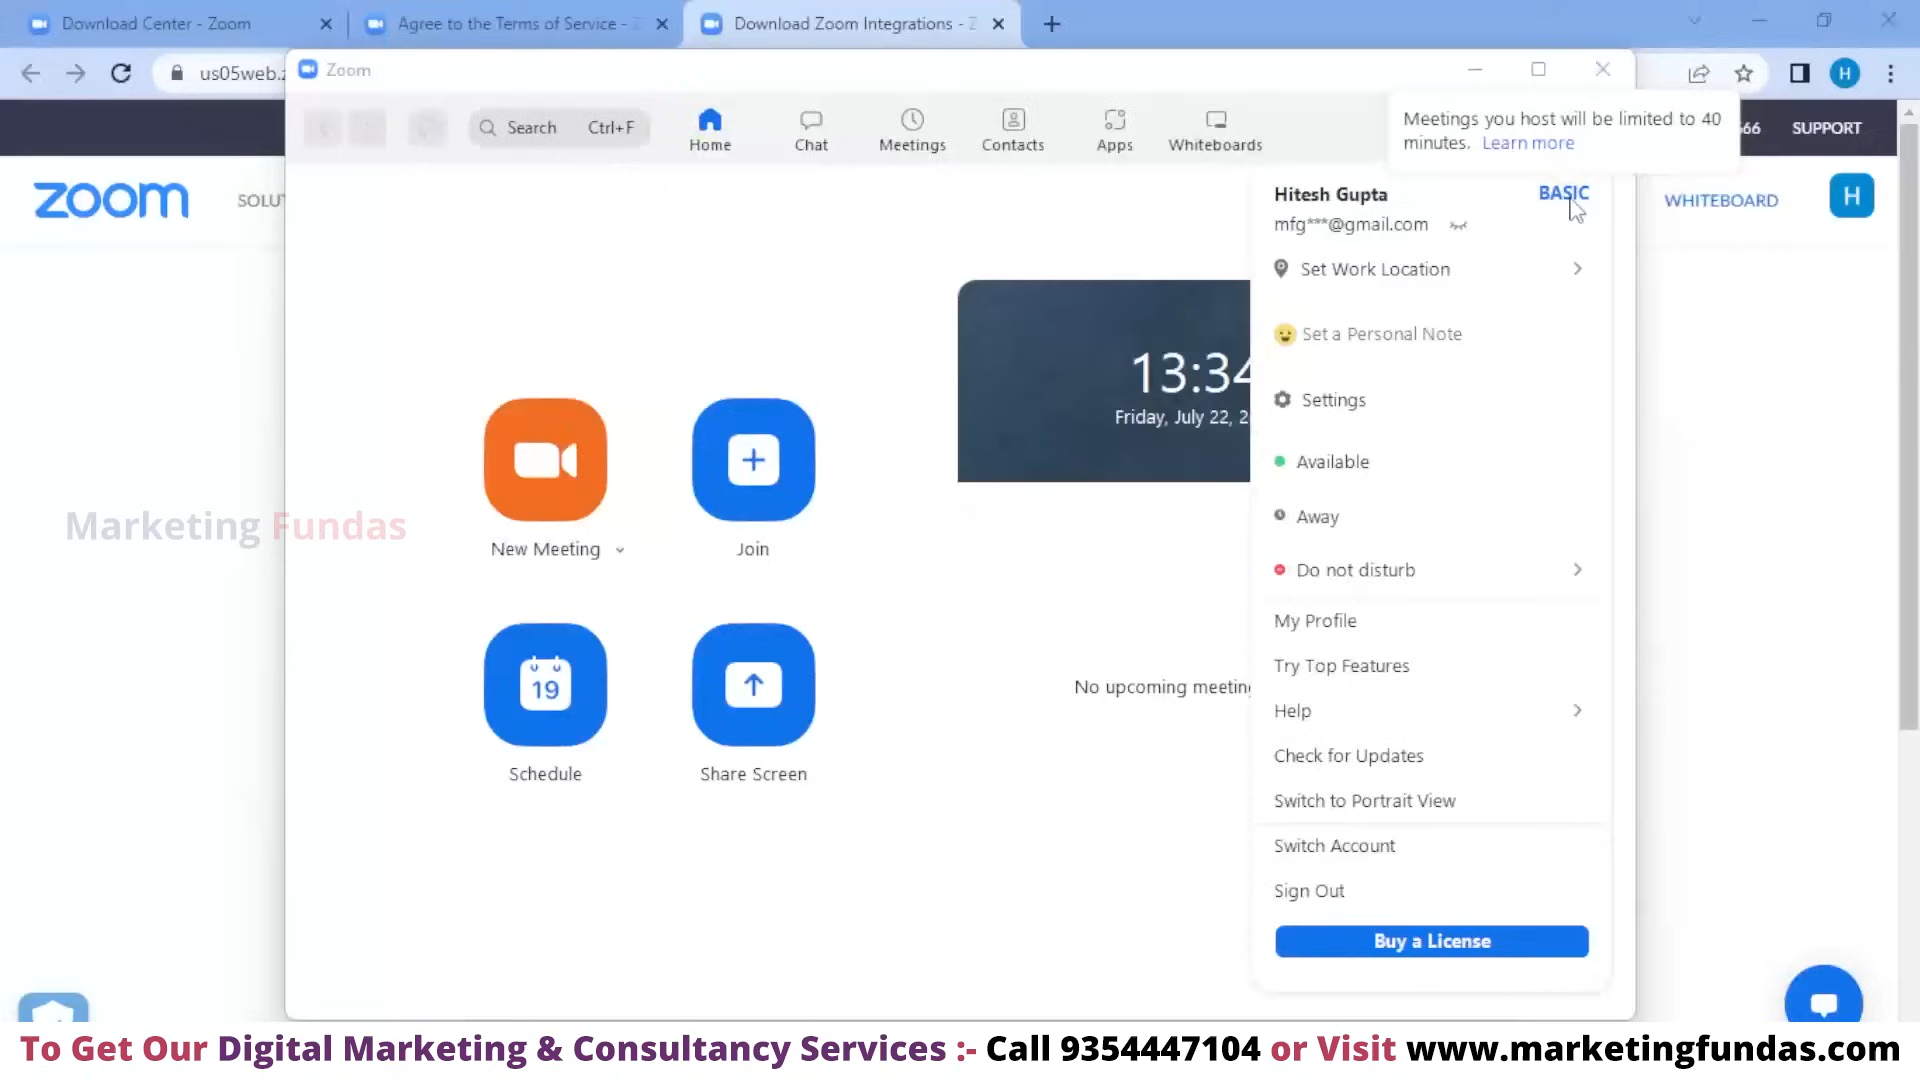 Download Center - Zoom
Agree to the Terms of Service -
Download Zoom Integrations -
us05web.z
Zoom
Search Ctrl+F
Home
Chat
Meetings
Contacts
Apps
Whiteboards
Meetings you host will be limited to 40
minutes. Learn more
66
SUPPORT
zoom
SOLU
WHITEBOARD
H
H
Hitesh Gupta
BASIC
mfg***@gmail.com
Set Work Location
Set a Personal Note
13:34
Friday, July 22, 2
Settings
Available
Away
Do not disturb
Marketing Fundas
New Meeting
Join
My Profile
Try Top Features
No upcoming meeting
Help
19
Check for Updates
Schedule
Share Screen
Switch to Portrait View
Switch Account
Sign Out
Buy a License
To Get Our Digital Marketing & Consultancy Services :- Call 9354447104 or Visit www.marketingfundas.com